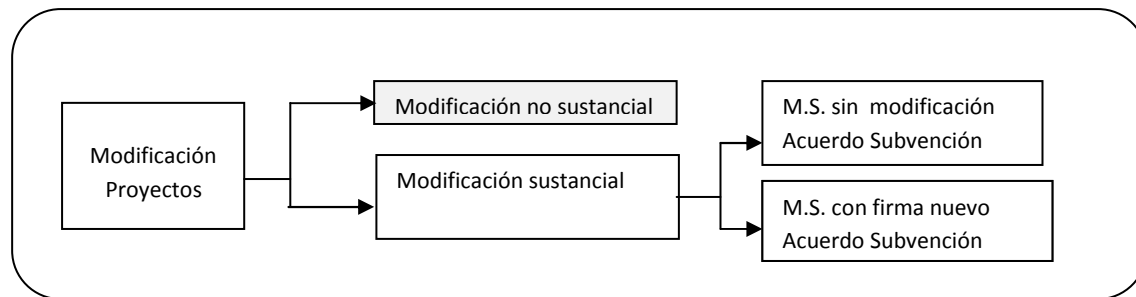 Modificación
Proyectos
Modificación no sustancial
Modificación sustancial
M.S. sin modificación
Acuerdo Subvención
M.S. con firma nuevo
Acuerdo Subvención